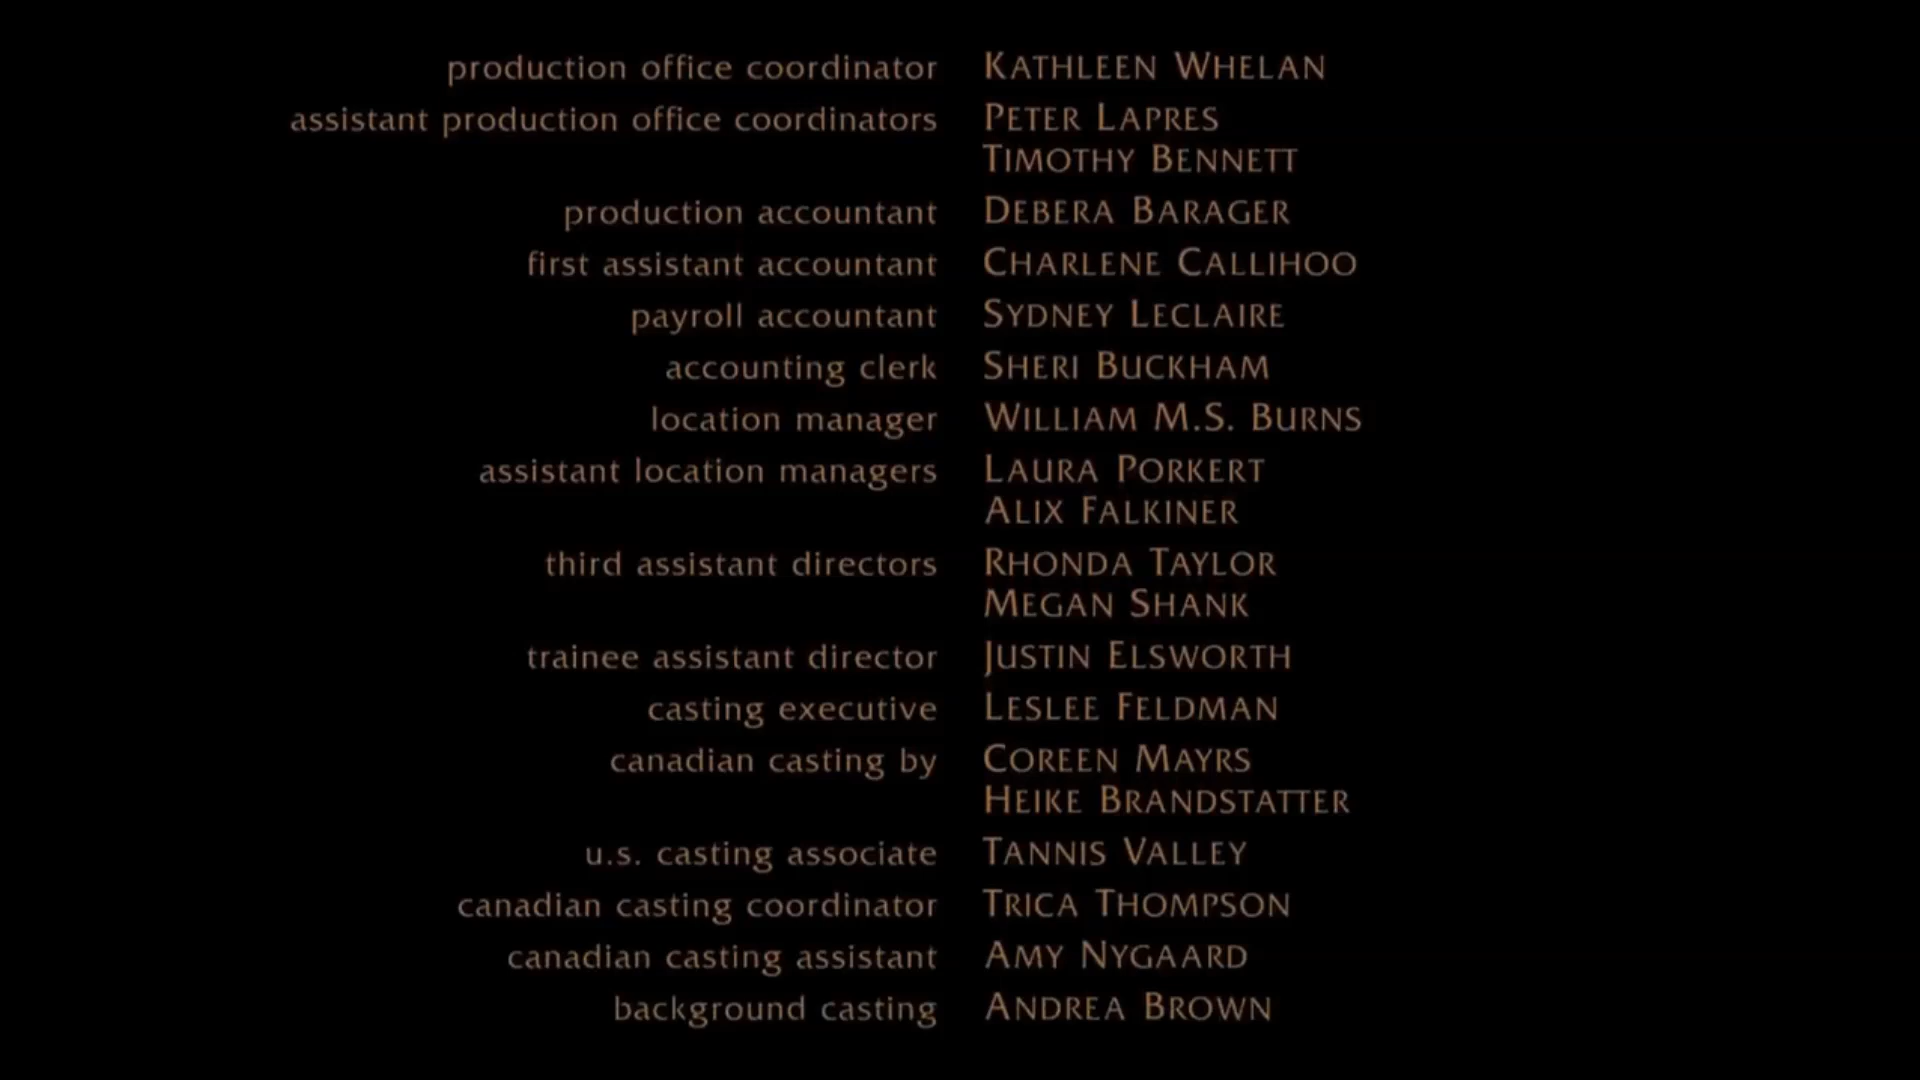 production office coordinator KATHLEEN WHELAN
assistant production office coordinators PETER LAPRES
TIMOTHY BENNETT
production accountant DEBERA BARAGER
first assistant accountant CHARLENE CALLIHOO
payroll accountant SYDNEY LECLAIRE
accounting clerk SHERI BUCKHAM
location manager WILLIAM M.S. BURNS
assistant location managers LAURA PORKERT
ALIX FALKINER
third assistant directors RHONDA TAYLOR
MEGAN SHANK
trainee assistant director JUSTIN ELSWORTH
casting executive LESLEE FELDMAN
canadian casting by COREEN MAYRS
HEIKE BRANDSTATTER
u.s. casting associate TANNIS VALLEY
canadian casting coordinator TRICA THOMPSON
canadian casting assistant AMY NYGAARD
background casting ANDREA BROWN